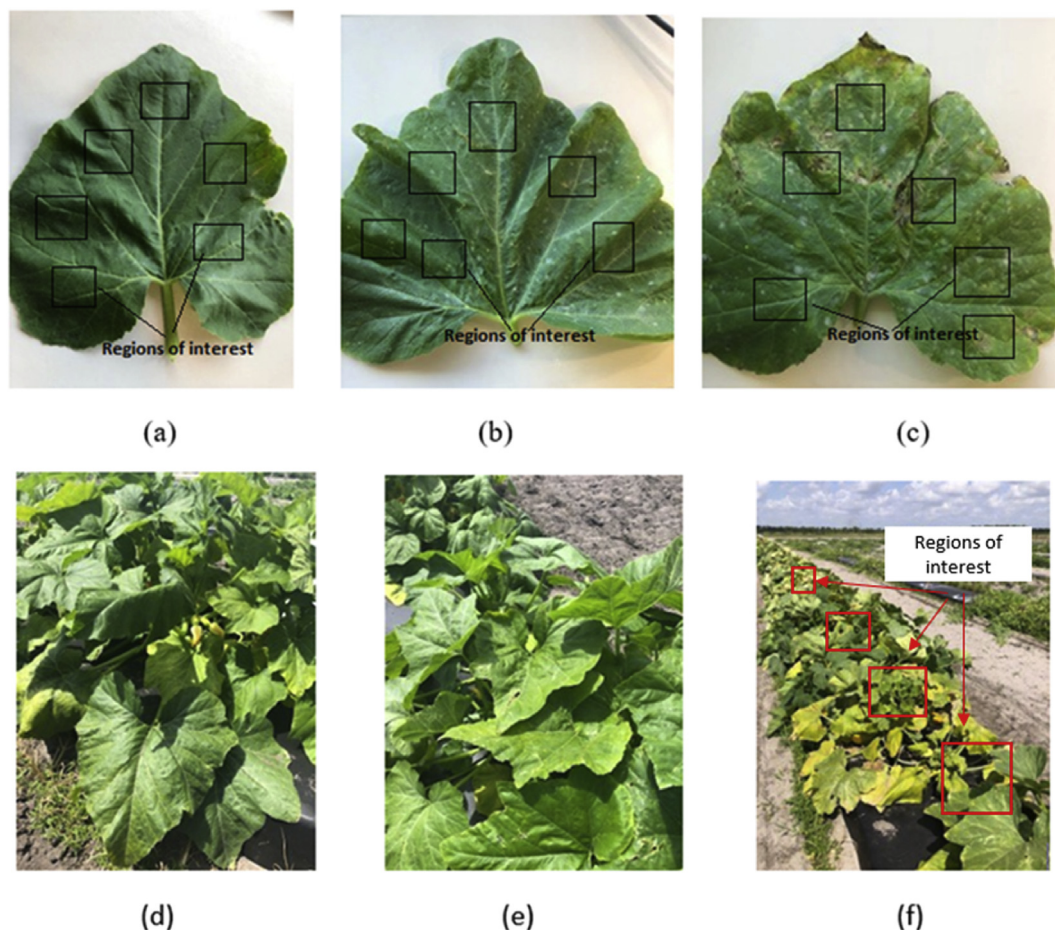 Regions of interest
Regions of interest
Regions of interest
(a)
(b)
(c)
Regions of
interest
(d)
(e)
(f)